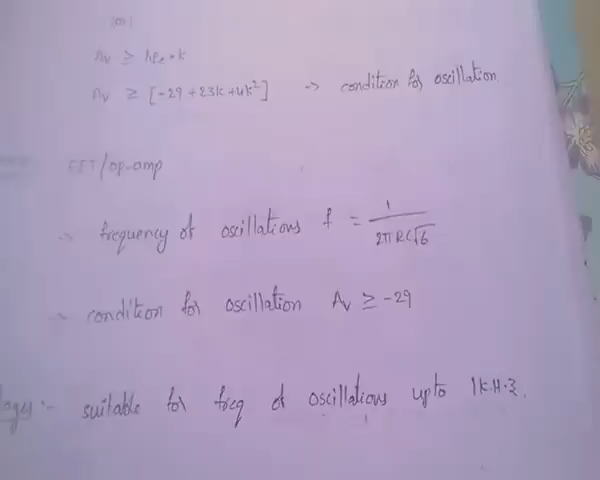 (or)
Av ≥ hfe * k
Av ≥ [-29 + 23k + 4k²] → condition for oscillation
FET/op-amp
→ frequency of oscillations f = 1/2πRC√6
→ condition for oscillation Av ≥ -29
:- suitable for freq of oscillations upto 1K.H.Z.